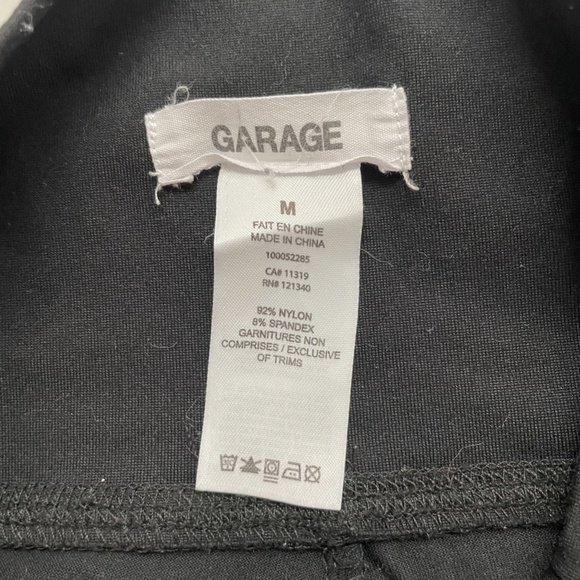 GARAGE
M
FAIT EN CHINE
MADE IN CHINA
100052285
CA# 11319
RN# 121340
92% NYLON
8% SPANDEX
GARNITURES NON
COMPRISES / EXCLUSIVE
OF TRIMS